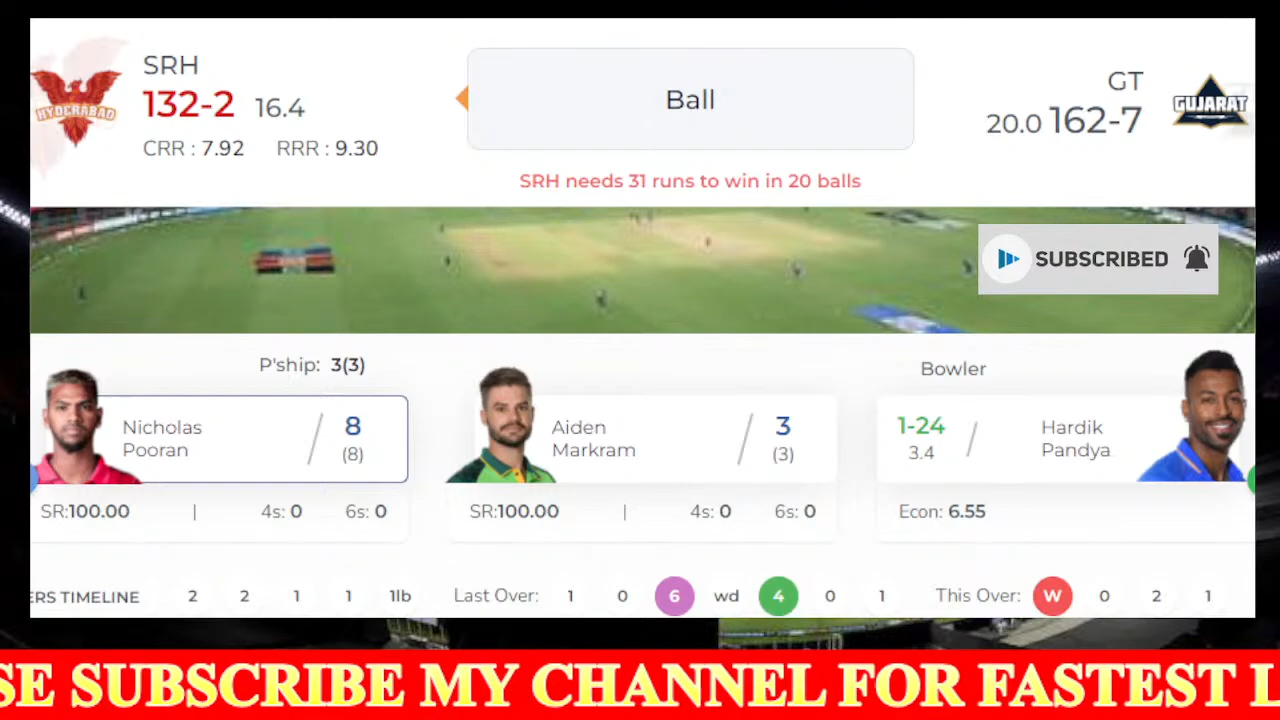 SRH
132-2 16.4
CRR : 7.92 RRR : 9.30
HYDERABAD
Ball
SRH needs 31 runs to win in 20 balls
GT
20.0 162-7
GUJARAT
SUBSCRIBED
P'ship: 3(3)
Nicholas
Pooran
8
(8)
SR:100.00 | 4s: 0 6s: 0
Aiden
Markram
3
(3)
SR:100.00 | 4s: 0 6s: 0
Bowler
1-24
3.4
Hardik
Pandya
Econ: 6.55
ERS TIMELINE 2 2 1 1 1lb Last Over: 1 0 6 wd 4 0 1 This Over: W 0 2 1
SE SUBSCRIBE MY CHANNEL FOR FASTEST L